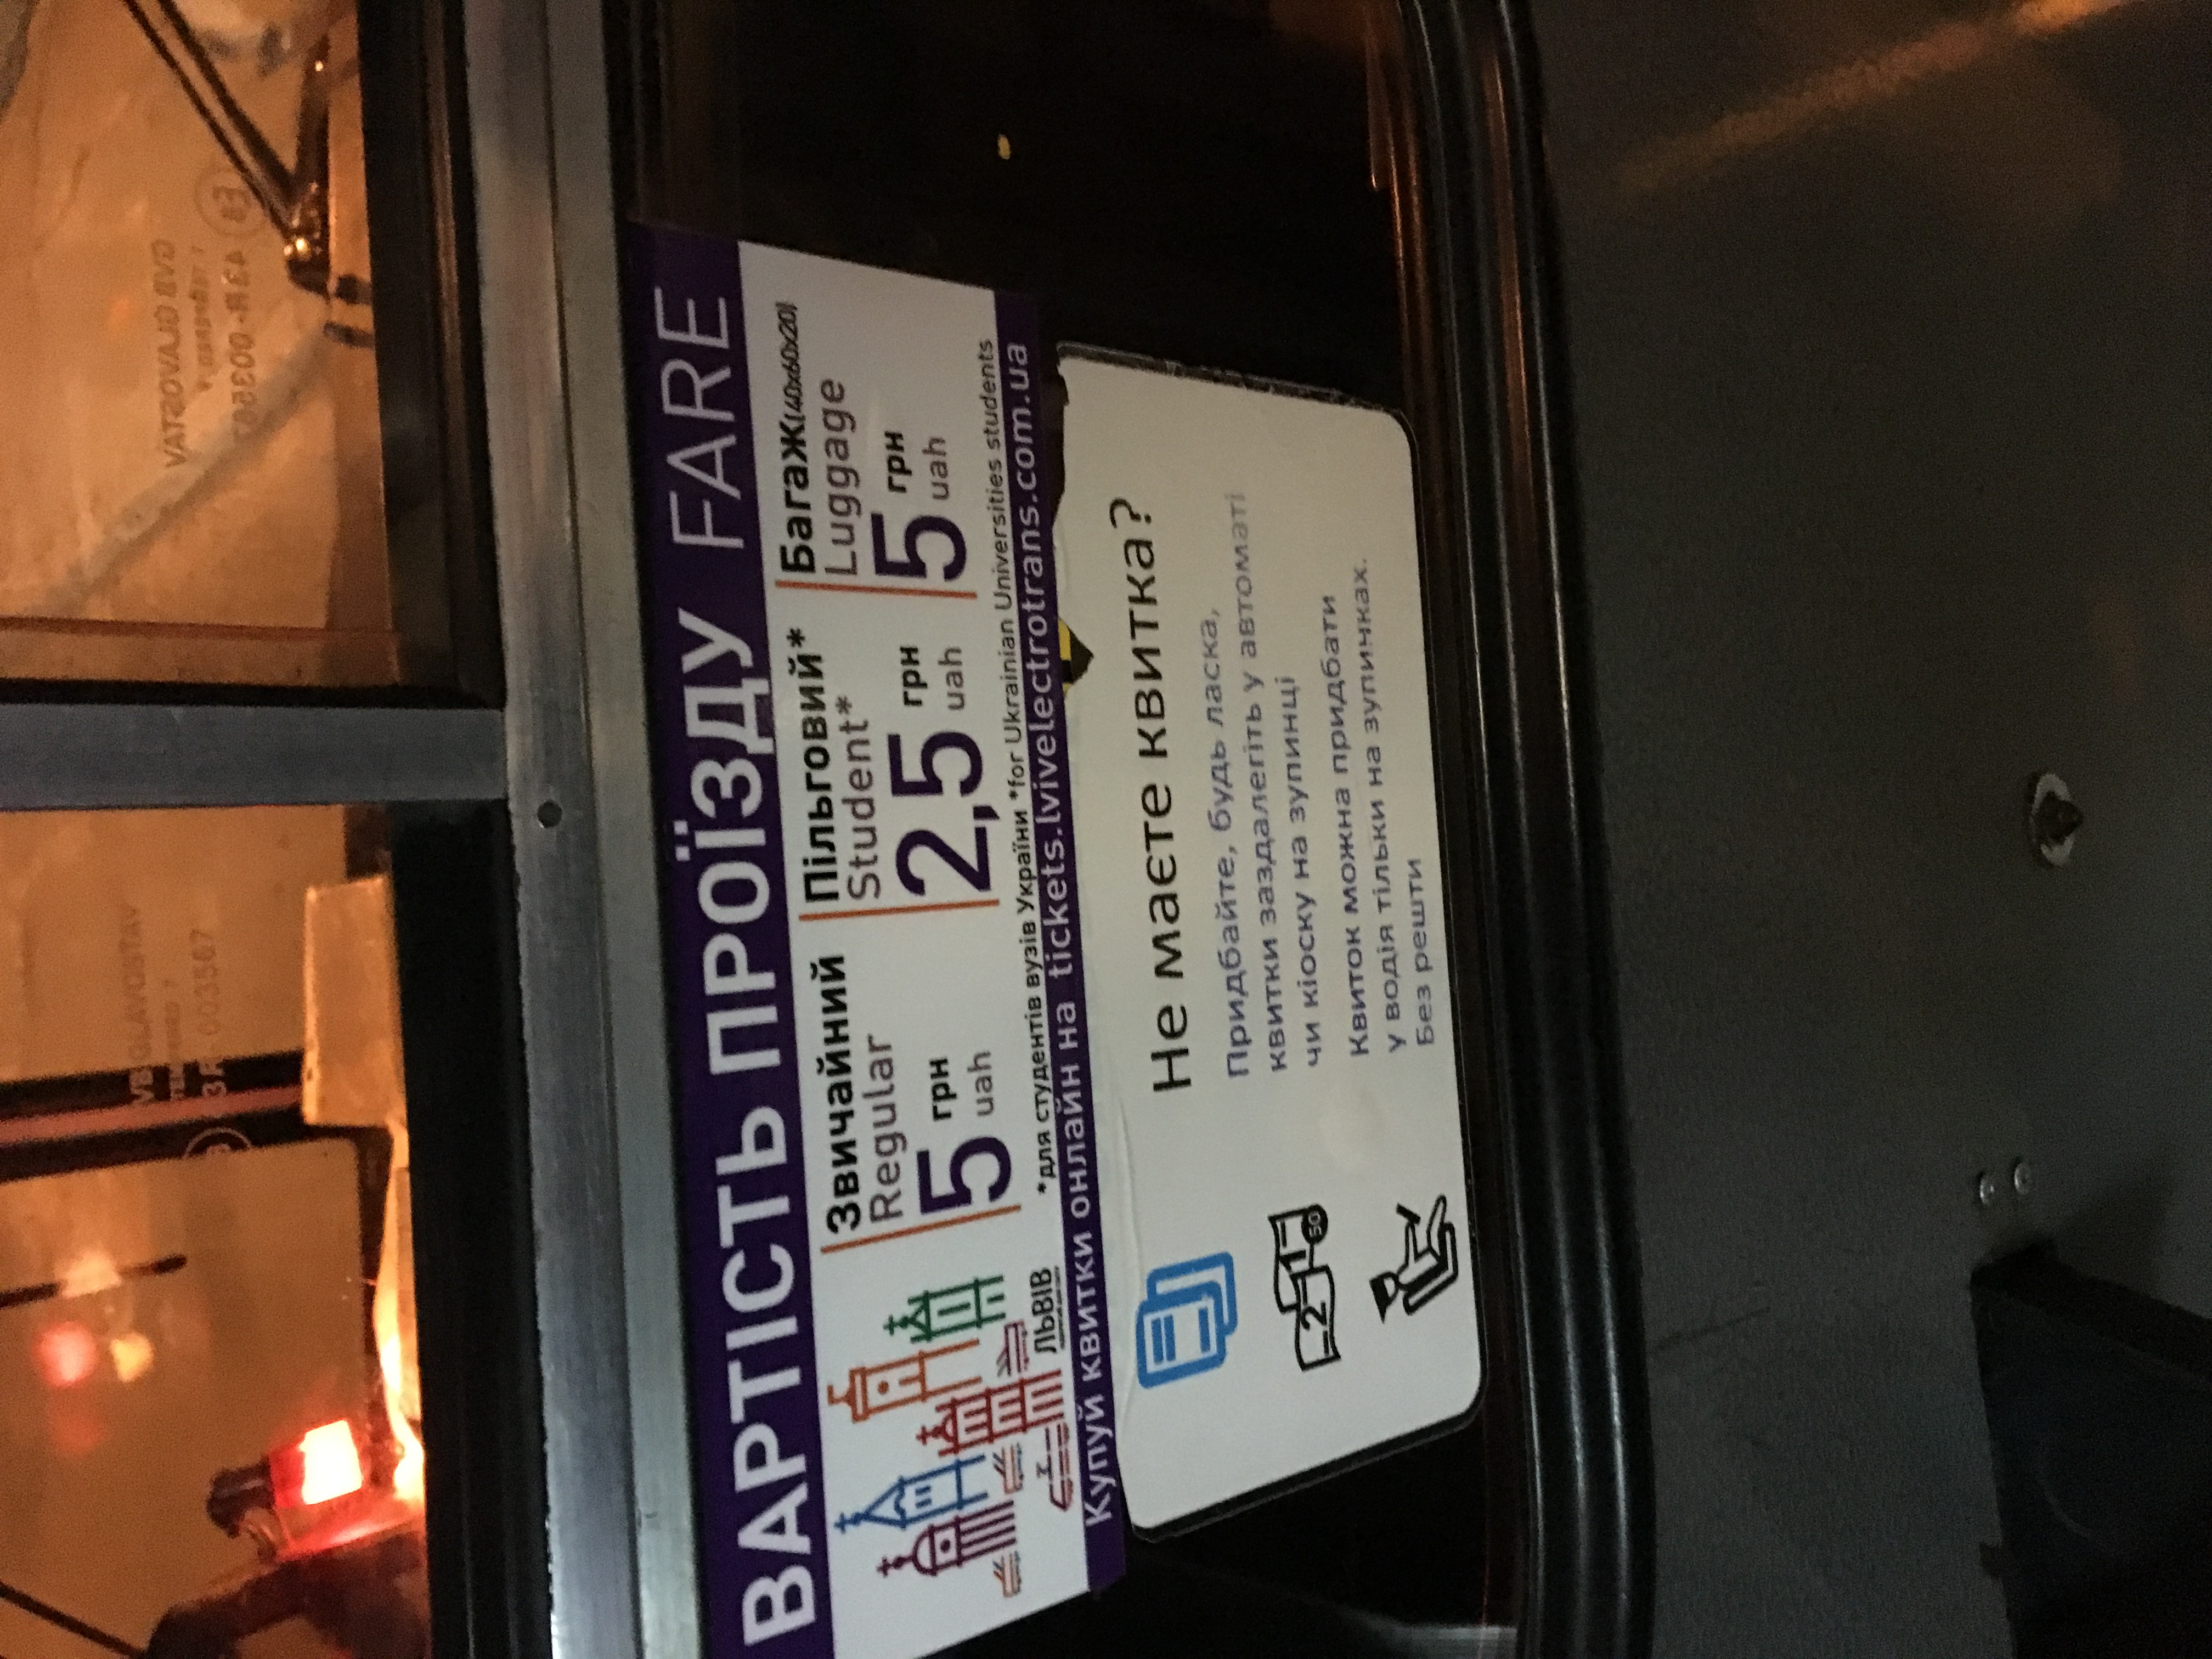 ВАРТІСТЬ ПРОЇЗДУ FARE
Звичайний
Regular
5 грн
uah
Пільговий*
Student*
2,5 грн
uah
Багаж(40x60x20)
Luggage
5 грн
uah
ЛЬВІВ
*для студентів вузів України *for Ukrainian Universities students
Купуй квитки онлайн на tickets.lvivelectrotrans.com.ua
Не маєте квитка?
Придбайте, будь ласка,
квитки заздалегіть у автоматі
чи кіоску на зупинці
Квиток можна придбати
у водія тільки на зупинках.
Без решти
2
1
50